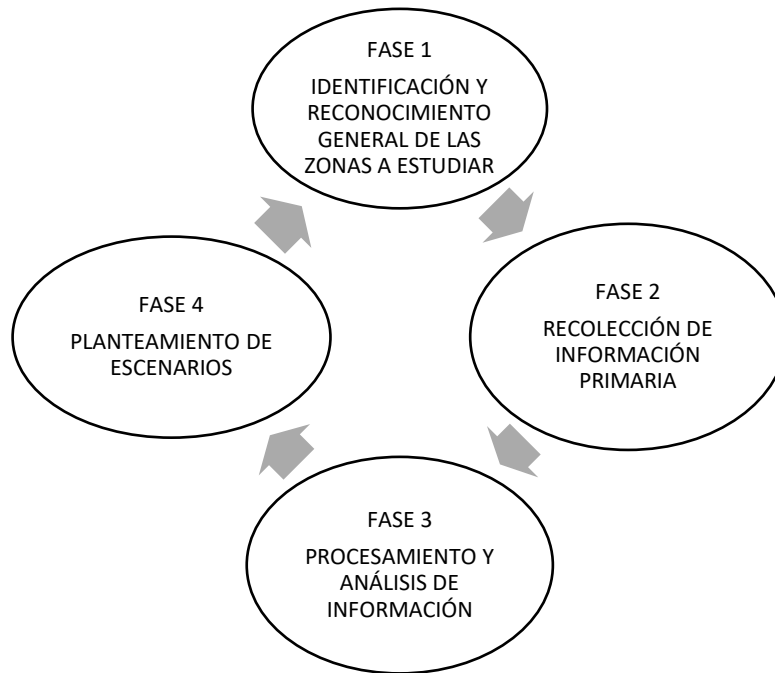 FASE 1
IDENTIFICACIÓN Y
RECONOCIMIENTO
GENERAL DE LAS
ZONAS A ESTUDIAR
FASE 2
RECOLECCIÓN DE
INFORMACIÓN
PRIMARIA
FASE 3
PROCESAMIENTO Y
ANÁLISIS DE
INFORMACIÓN
FASE 4
PLANTEAMIENTO DE
ESCENARIOS